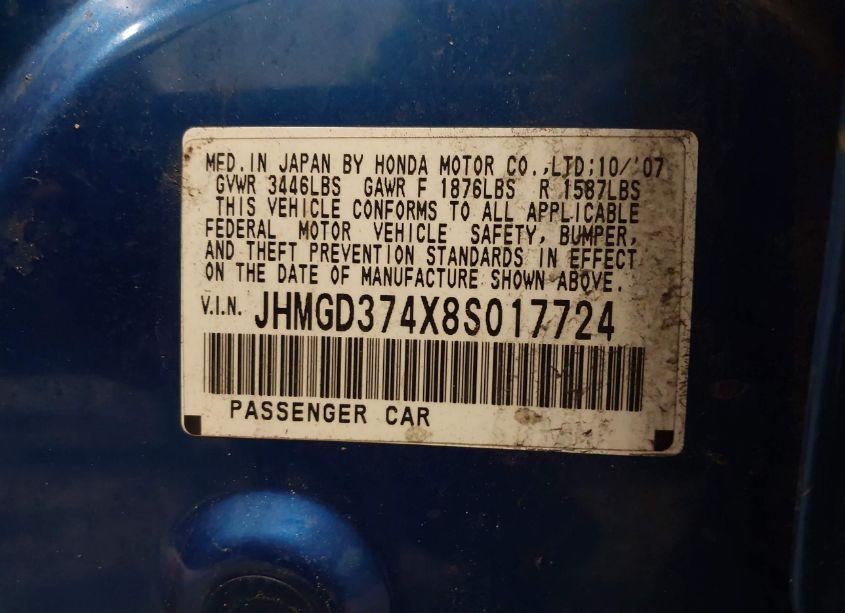 MFD.IN JAPAN BY HONDA MOTOR CO.,LTD;10/'07
GVWR 3446LBS GAWR F 1876LBS R 1587LBS
THIS VEHICLE CONFORMS TO ALL APPLICABLE
FEDERAL MOTOR VEHICLE SAFETY, BUMPER,
AND THEFT PREVENTION STANDARDS IN EFFECT
ON THE DATE OF MANUFACTURE SHOWN ABOVE.
V.I.N. JHMGD374X8S017724
PASSENGER CAR